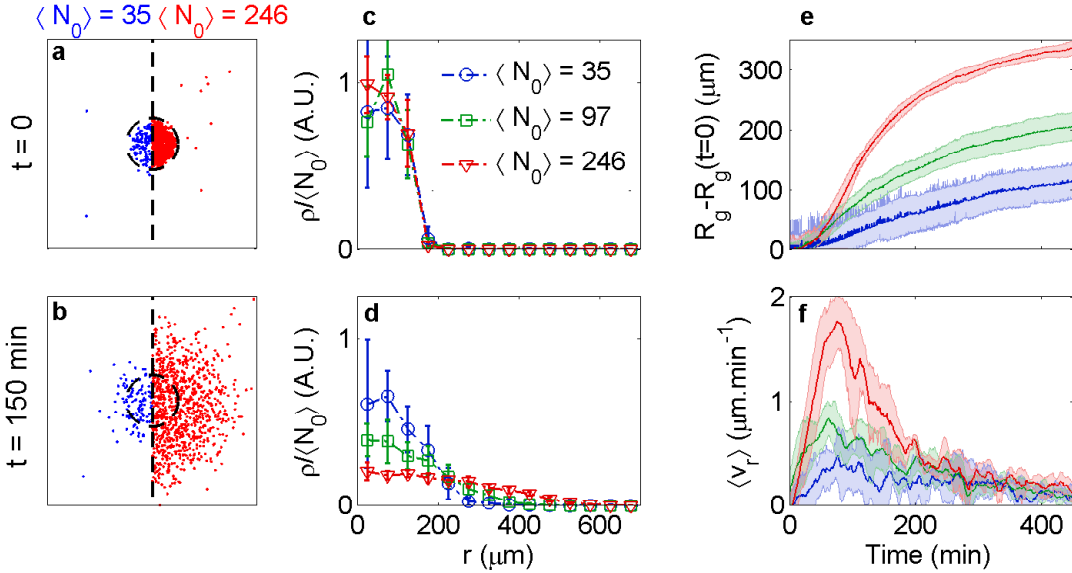 ⟨ N₀⟩ = 35 ⟨ N₀⟩ = 246
a
t = 0
b
t = 150 min
c
1
0
ρ/⟨N₀⟩ (A.U.)
⟨ N₀⟩ = 35
⟨ N₀⟩ = 97
⟨ N₀⟩ = 246
d
1
0
ρ/⟨N₀⟩ (A.U.)
0 200 400 600
r (μm)
e
300
200
100
0
R_g-R_g(t=0) (μm)
f
2
1
0
⟨v_r⟩ (μm.min⁻¹)
0 200 400
Time (min)